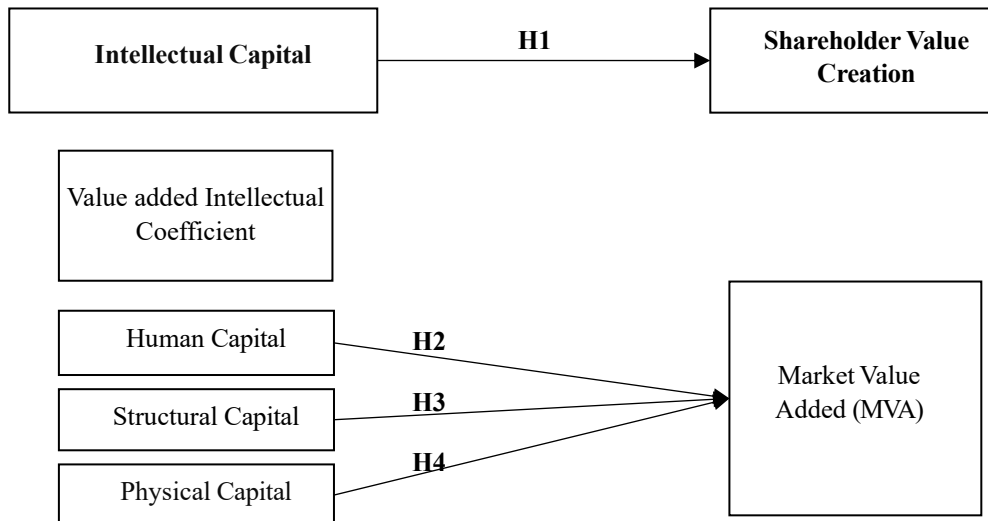 Intellectual Capital
H1
Shareholder Value
Creation
Value added Intellectual
Coefficient
Human Capital
H2
Structural Capital
H3
Physical Capital
H4
Market Value
Added (MVA)